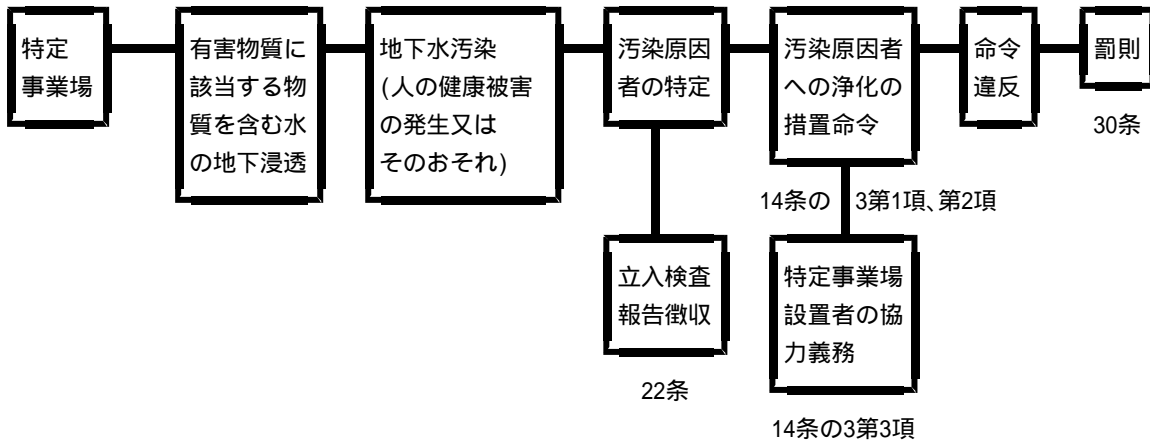 特定
事業場
有害物質に
該当する物
質を含む水
の地下浸透
地下水汚染
(人の健康被害
の発生又は
そのおそれ)
汚染原因
者の特定
汚染原因者
への浄化の
措置命令
命令
違反
罰則
30条
14条の 3第1項、第2項
立入検査
報告徴収
22条
特定事業場
設置者の協
力義務
14条の3第3項